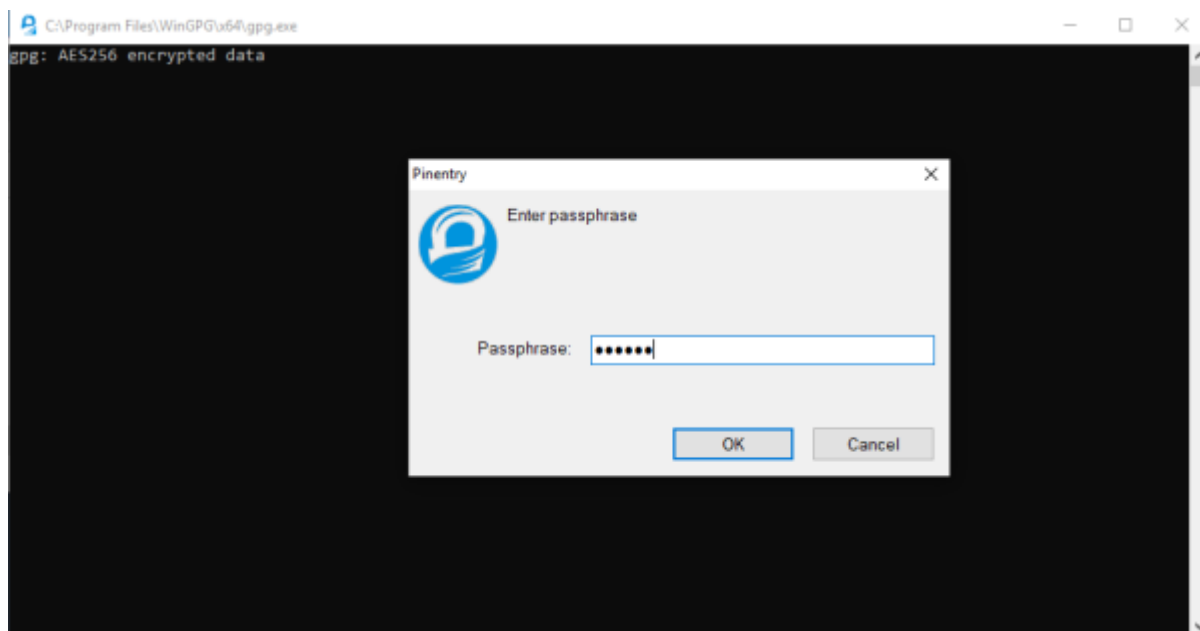 C:\Program Files\WinGPG\x64\gpg.exe
gpg: AES256 encrypted data
Pinentry
Enter passphrase
Passphrase: ●●●●●●
OK Cancel